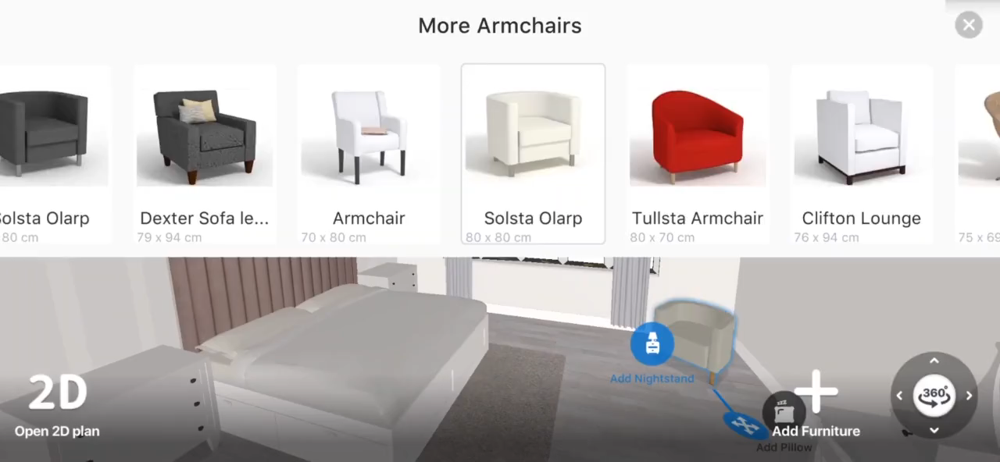 More Armchairs
Solsta Olarp
80 cm
Dexter Sofa le...
79 x 94 cm
Armchair
70 x 80 cm
Solsta Olarp
80 x 80 cm
Tullsta Armchair
80 x 70 cm
Clifton Lounge
76 x 94 cm
75 x 69
Add Nightstand
2D
Open 2D plan
360°
Add Furniture
Add Pillow